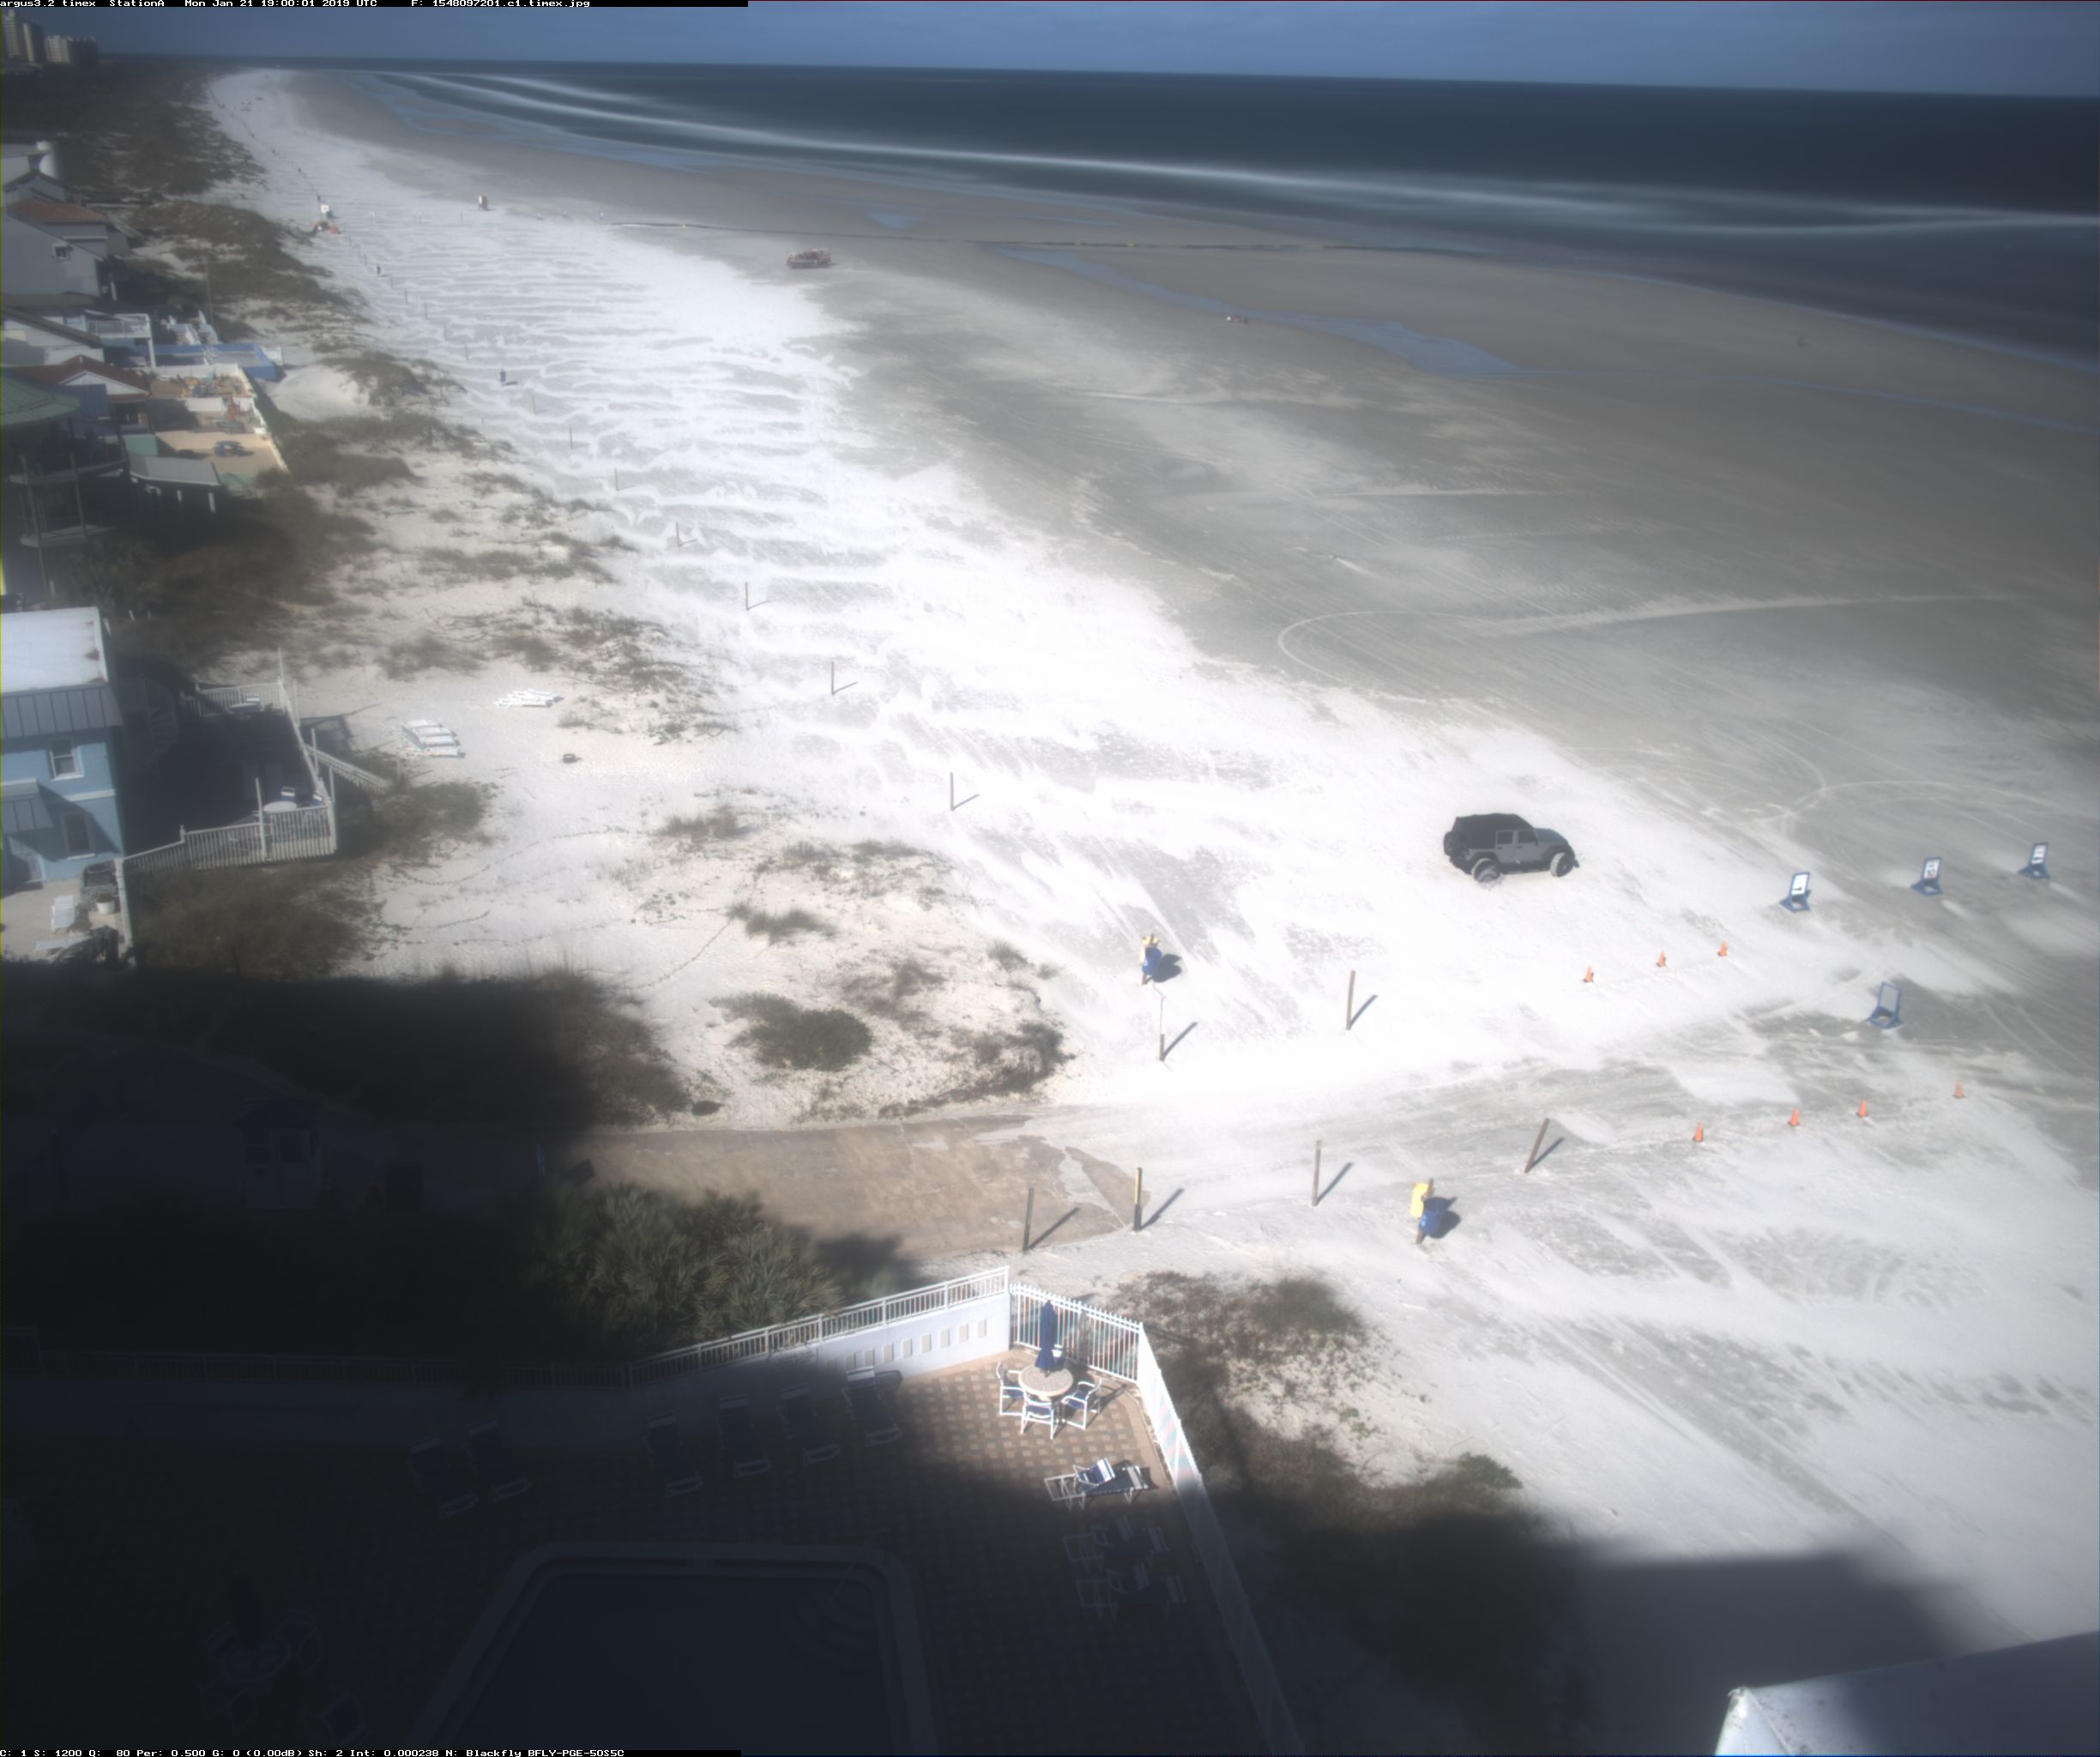 argus3.2 timex StationA Mon Jan 21 19:00:01 2019 UTC F: 1548097201.c1.timex.jpg
C: 1 S: 1200 Q: 80 Per: 0.500 G: 0 (0.00dB) Sh: 2 Int: 0.000238 N: Blackfly BFLY-PGE-50S5C